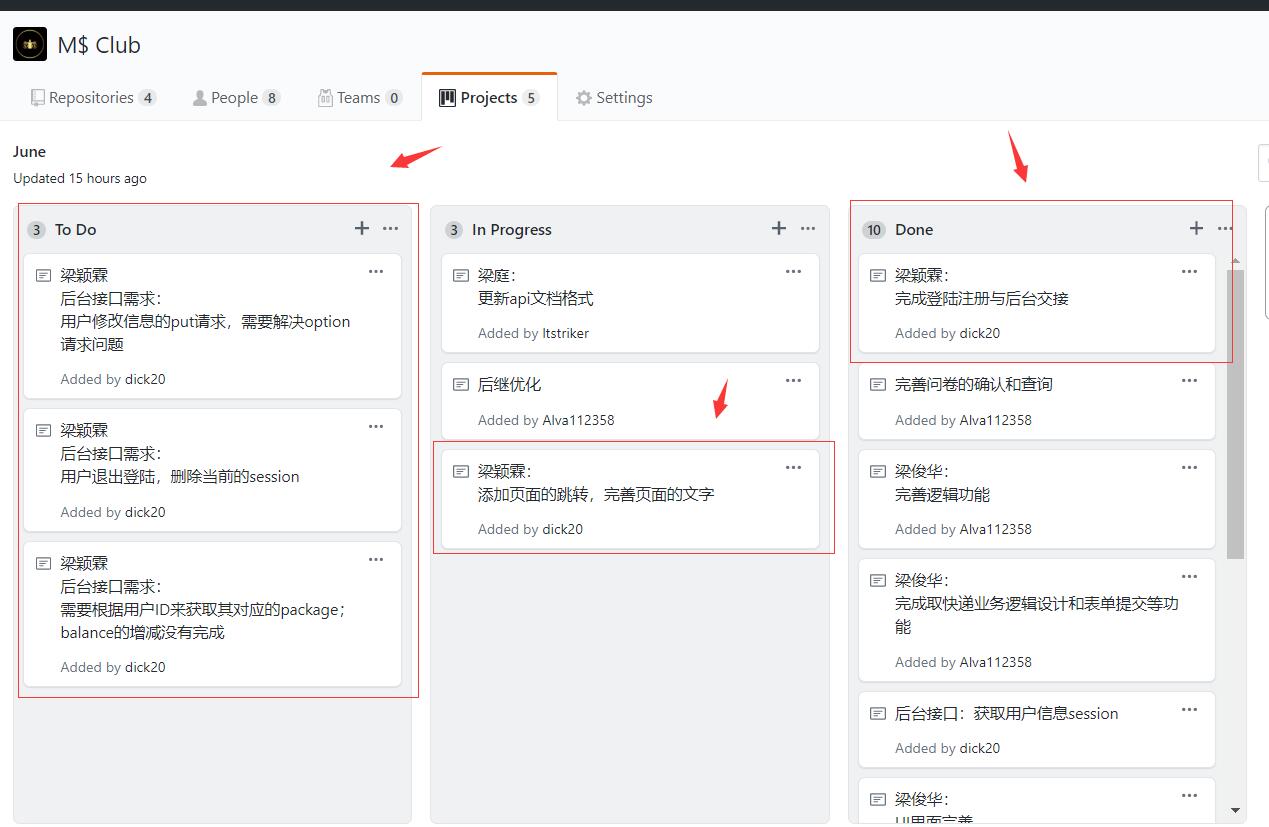 M$ Club
Repositories 4
People 8
Teams 0
Projects 5
Settings
June
Updated 15 hours ago
3 To Do
梁颖霖
后台接口需求：
用户修改信息的put请求，需要解决option
请求问题
Added by dick20
梁颖霖
后台接口需求：
用户退出登陆，删除当前的session
Added by dick20
梁颖霖
后台接口需求：
需要根据用户ID来获取其对应的package；
balance的增减没有完成
Added by dick20
3 In Progress
梁庭：
更新api文档格式
Added by ltstriker
后继优化
Added by Alva112358
梁颖霖：
添加页面的跳转，完善页面的文字
Added by dick20
10 Done
梁颖霖：
完成登陆注册与后台交接
Added by dick20
完善问卷的确认和查询
Added by Alva112358
梁俊华：
完善逻辑功能
Added by Alva112358
梁俊华：
完成取快递业务逻辑设计和表单提交等功
能
Added by Alva112358
后台接口：获取用户信息session
Added by dick20
梁俊华：
UI界面完善